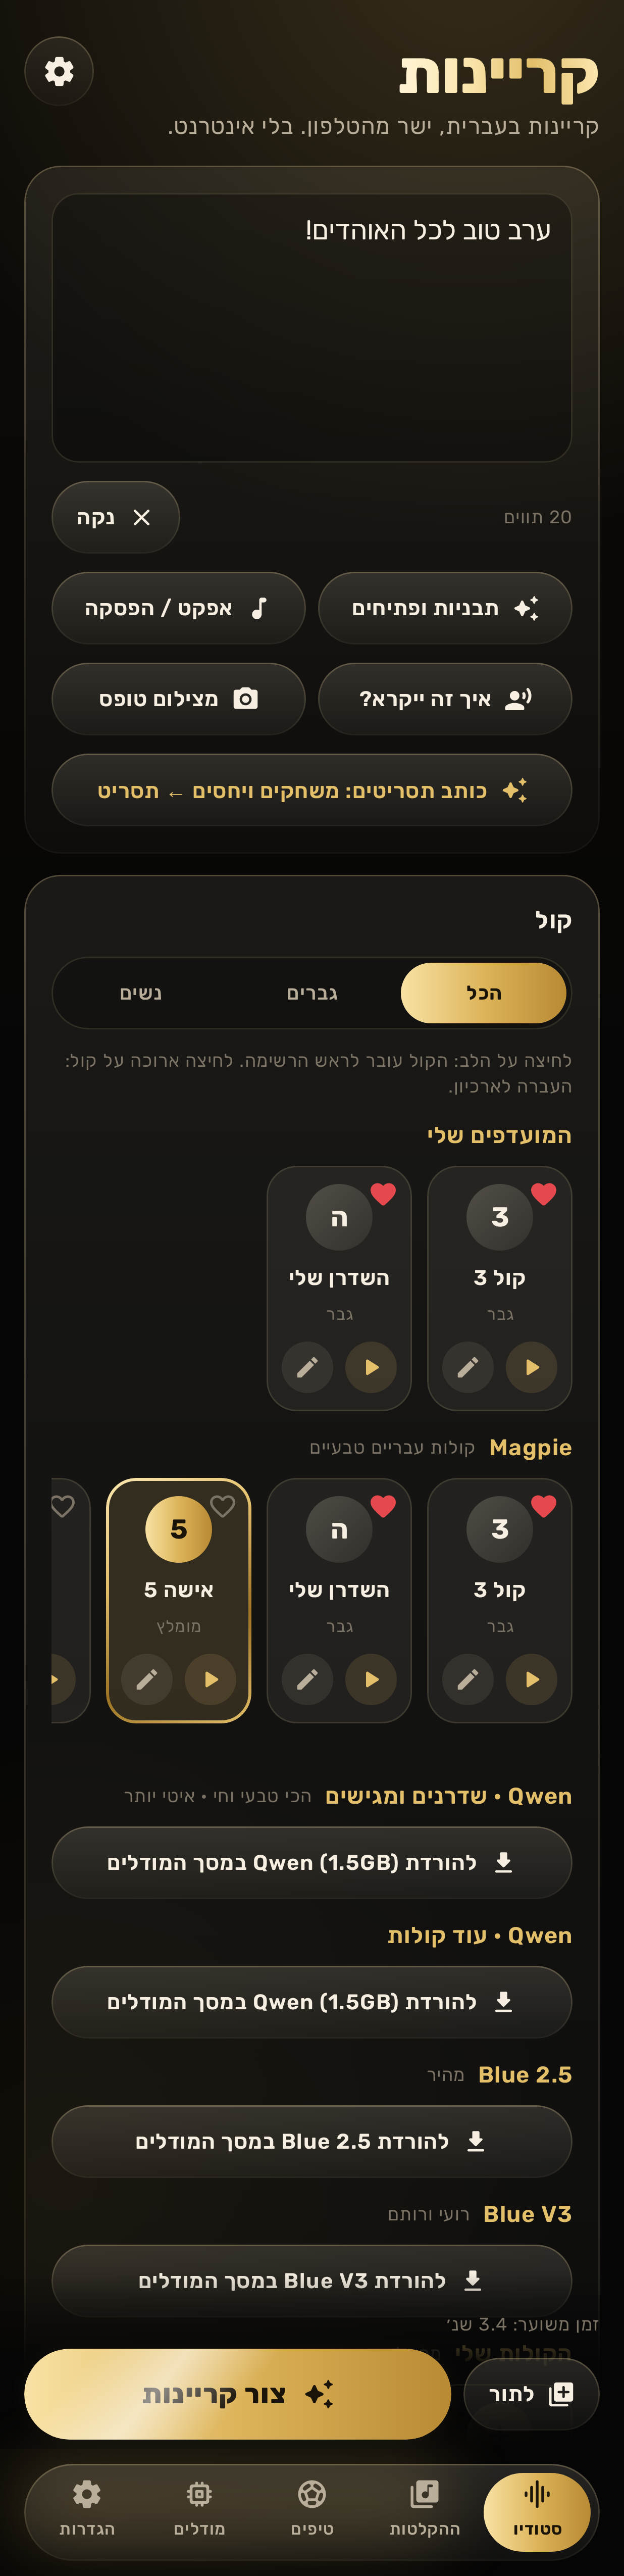 קריינות
קריינות בעברית, ישר מהטלפון. בלי אינטרנט.
ערב טוב לכל האוהדים!
20 תווים
נקה
תבניות ופתיחים
אפקט / הפסקה
איך זה ייקרא?
מצילום טופס
כותב תסריטים: משחקים ויחסים ← תסריט
קול
הכל
גברים
נשים
לחיצה על הלב: הקול עובר לראש הרשימה. לחיצה ארוכה על קול:
העברה לארכיון.
המועדפים שלי
3
ה
קול 3
השדרן שלי
גבר
גבר
Magpie קולות עבריים טבעיים
3
ה
5
קול 3
השדרן שלי
אישה 5
גבר
גבר
מומלץ
Qwen • שדרנים ומגישים הכי טבעי וחי • איטי יותר
להורדת Qwen (1.5GB) במסך המודלים
Qwen • עוד קולות
להורדת Qwen (1.5GB) במסך המודלים
Blue 2.5 מהיר
להורדת Blue 2.5 במסך המודלים
Blue V3 רועי ורותם
להורדת Blue V3 במסך המודלים
זמן משוער: 3.4 שנ׳
הקולות שלי
לתור
צור קריינות
סטודיו
ההקלטות
טיפים
מודלים
הגדרות